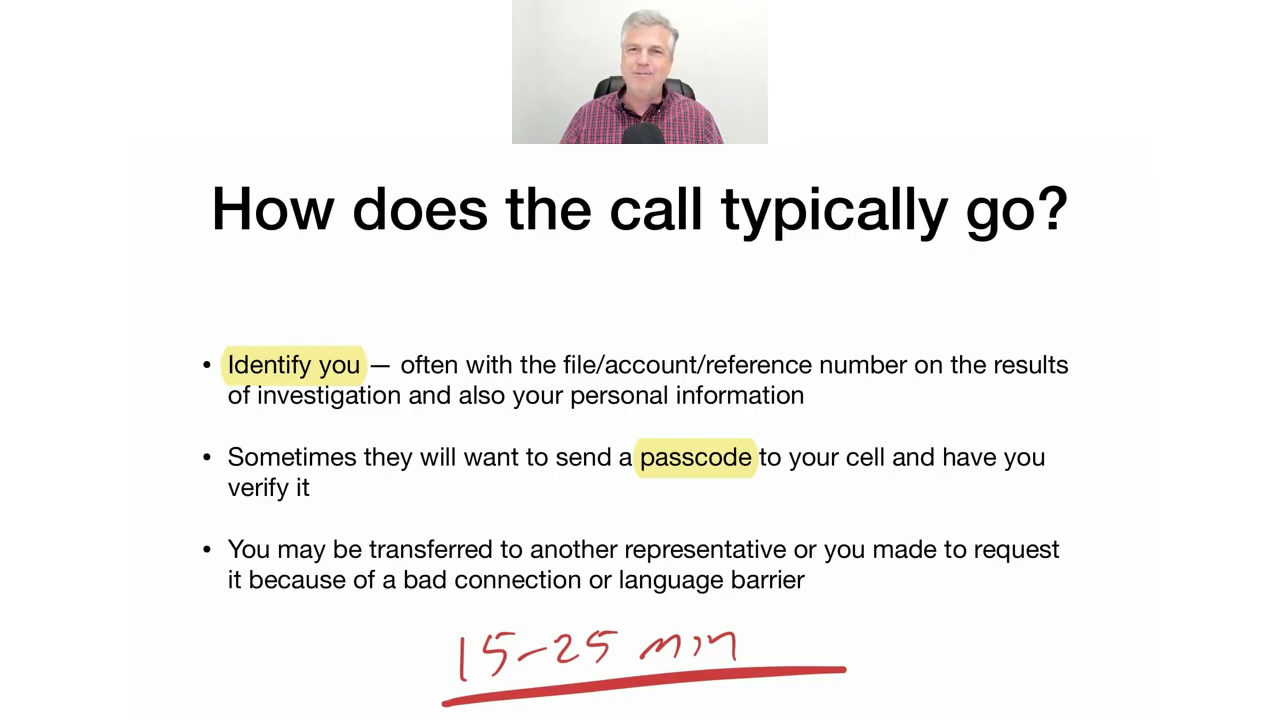 How does the call typically go?
• Identify you — often with the file/account/reference number on the results
of investigation and also your personal information
• Sometimes they will want to send a passcode to your cell and have you
verify it
• You may be transferred to another representative or you made to request
it because of a bad connection or language barrier
15-25 min